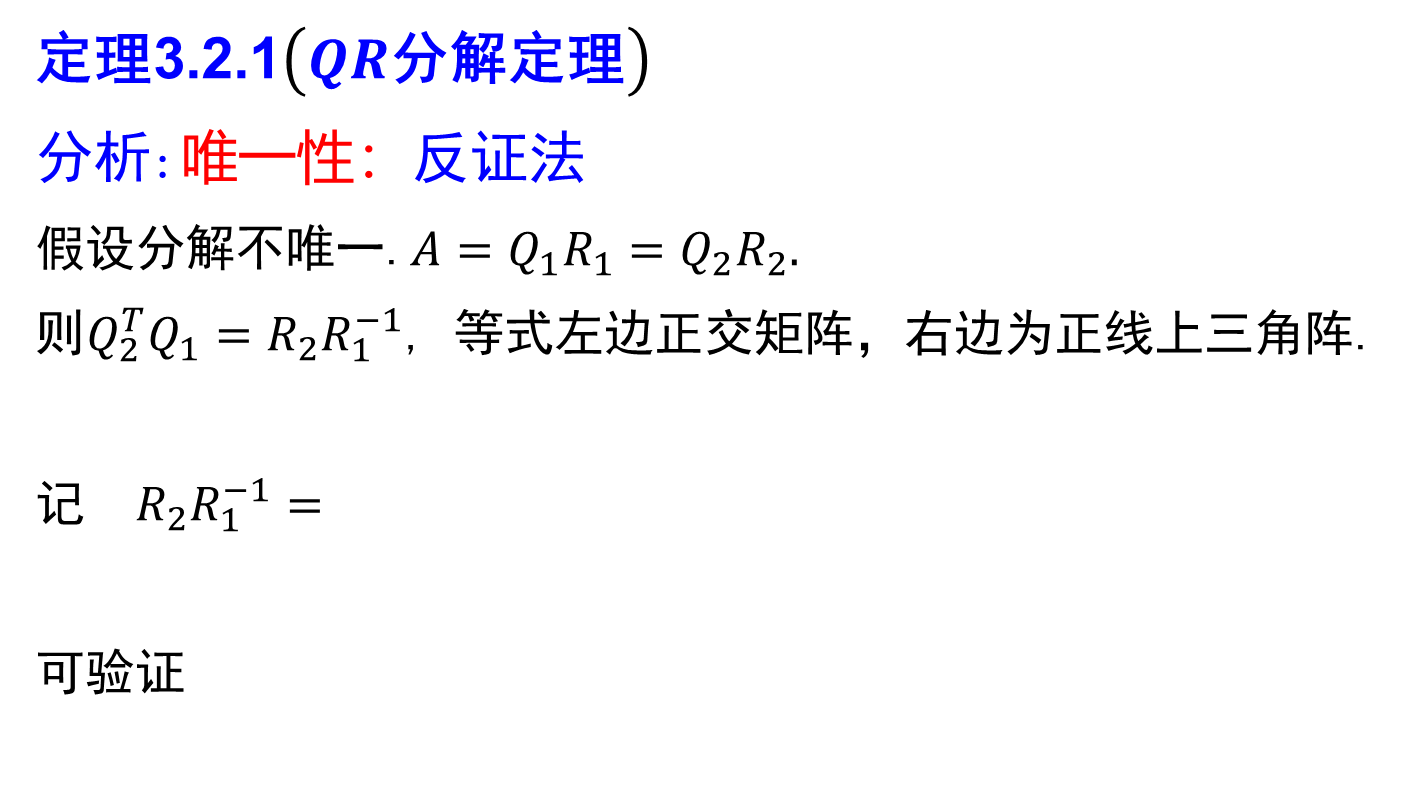 定理3.2.1(QR分解定理)
分析: 唯一性：反证法
假设分解不唯一. A = Q₁R₁ = Q₂R₂.
则Q₂ᵀQ₁ = R₂R₁⁻¹, 等式左边正交矩阵，右边为正线上三角阵.
记 R₂R₁⁻¹ =
可验证